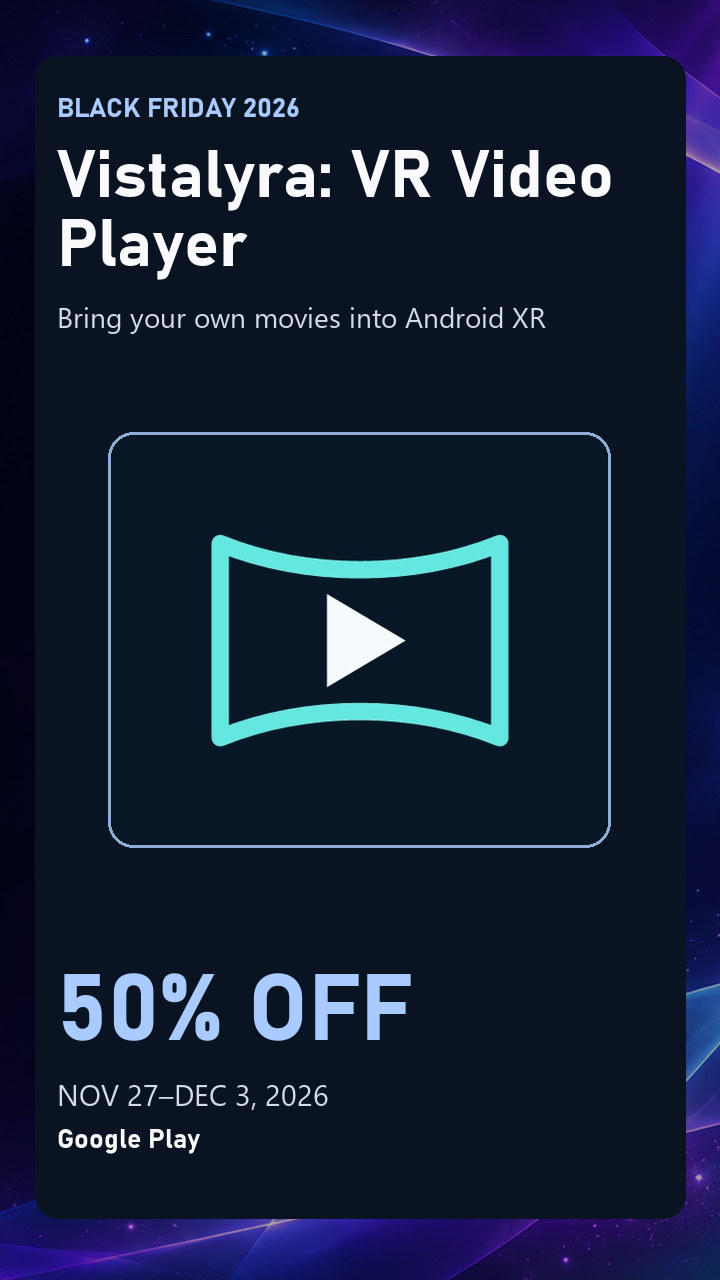 BLACK FRIDAY 2026
Vistalyra: VR Video
Player
Bring your own movies into Android XR
50% OFF
NOV 27–DEC 3, 2026
Google Play